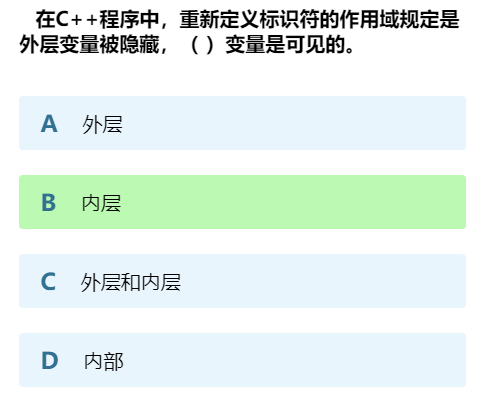 在C++程序中，重新定义标识符的作用域规定是
外层变量被隐藏，（ ）变量是可见的。
A 外层
B 内层
C 外层和内层
D 内部